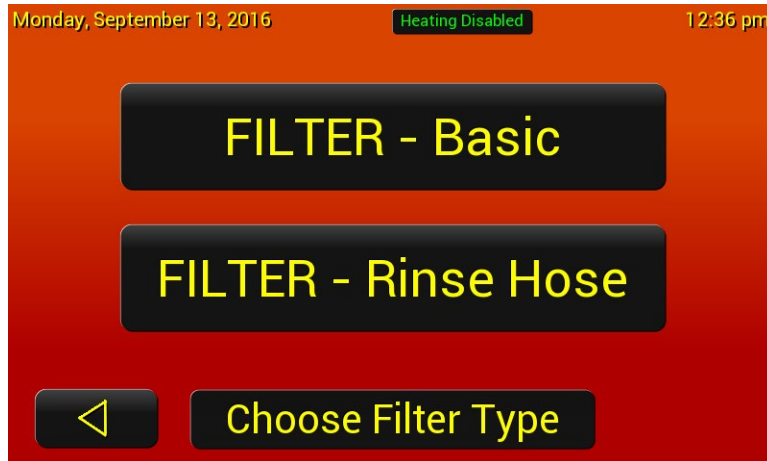 Monday, September 13, 2016 Heating Disabled 12:36 pm
FILTER - Basic
FILTER - Rinse Hose
Choose Filter Type